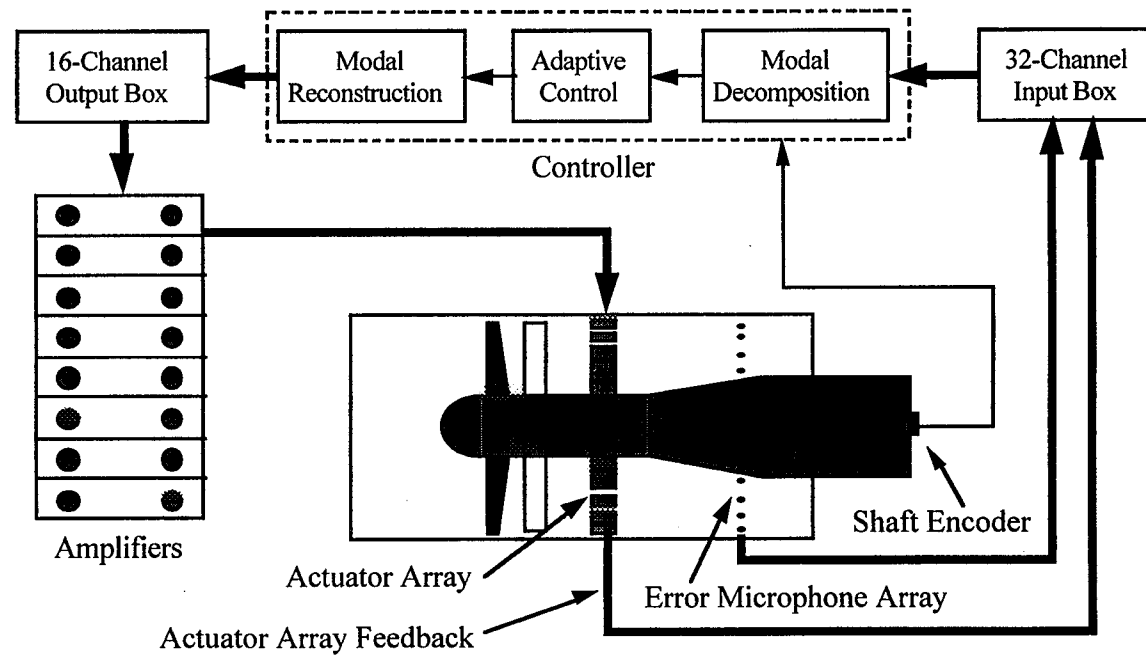 16-Channel
Output Box
Modal
Reconstruction
Adaptive
Control
Modal
Decomposition
32-Channel
Input Box
Controller
Amplifiers
Shaft Encoder
Actuator Array
Error Microphone Array
Actuator Array Feedback